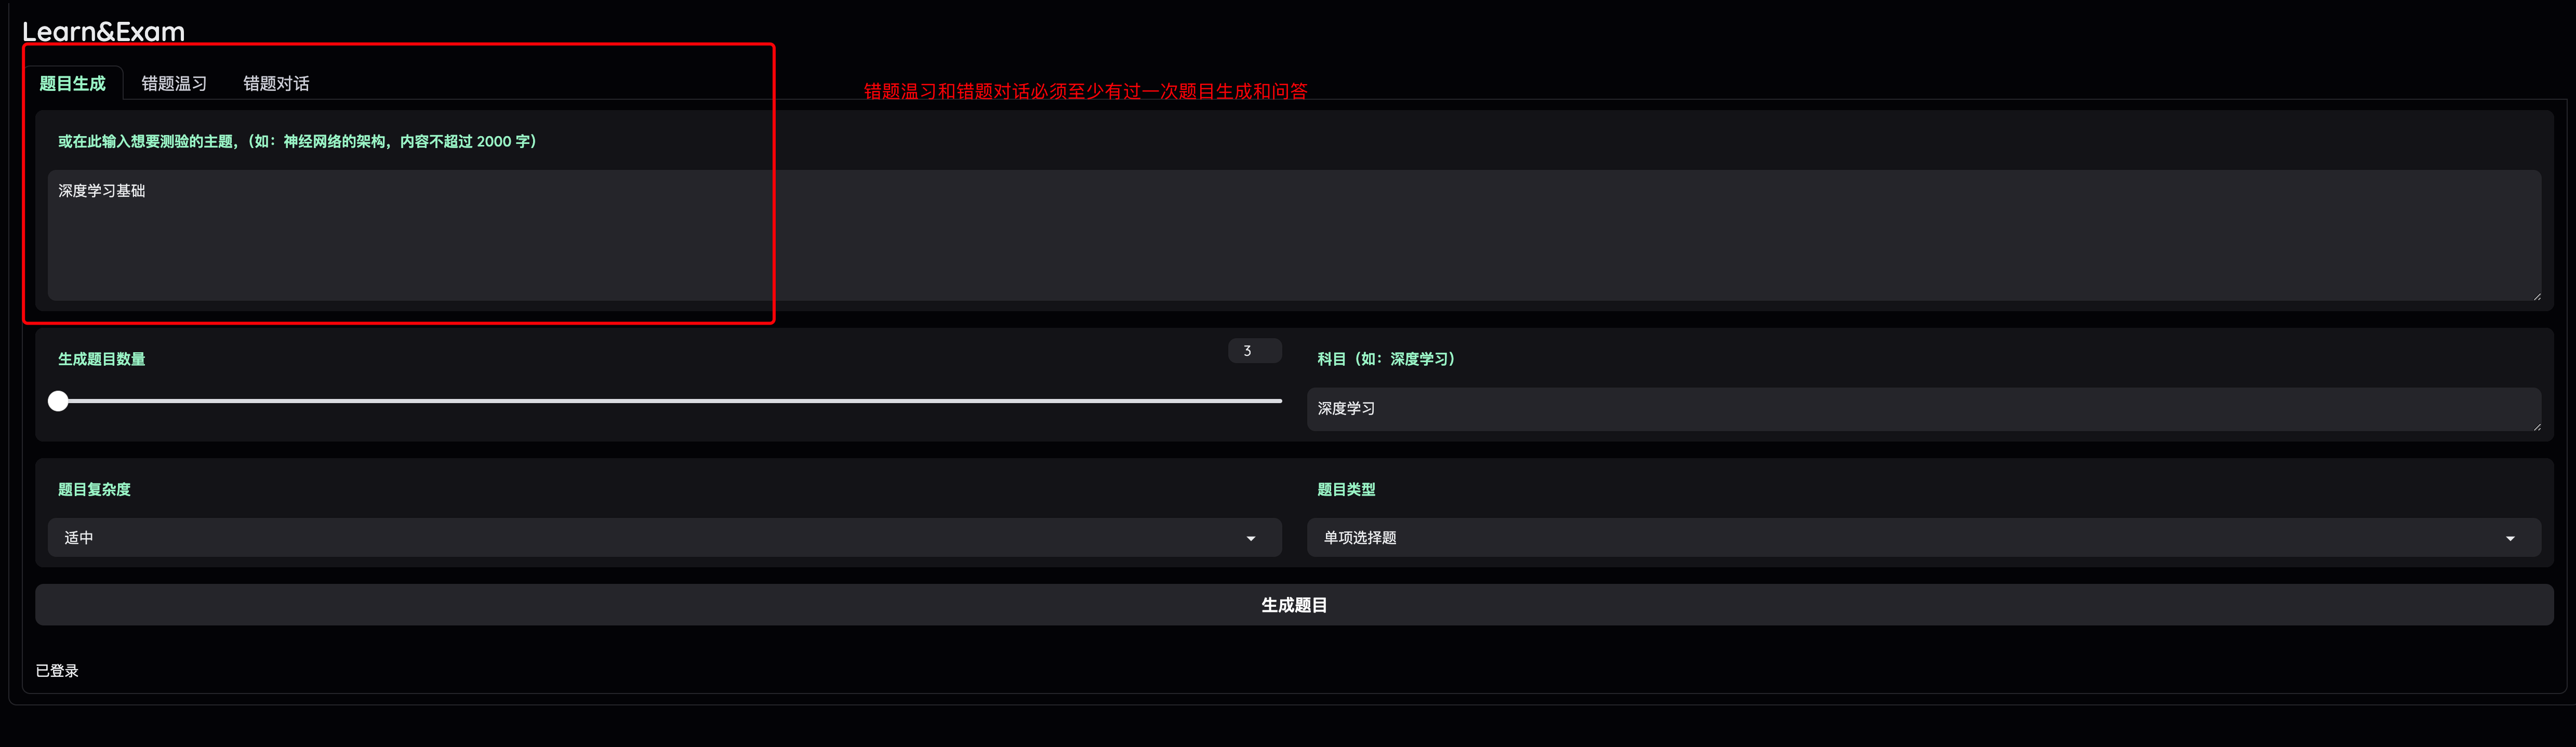 Learn&Exam
题目生成 错题温习 错题对话
错题温习和错题对话必须至少有过一次题目生成和问答
或在此输入想要测验的主题,（如：神经网络的架构，内容不超过 2000 字）
深度学习基础
生成题目数量
3
科目（如：深度学习）
深度学习
题目复杂度
题目类型
适中
单项选择题
生成题目
已登录